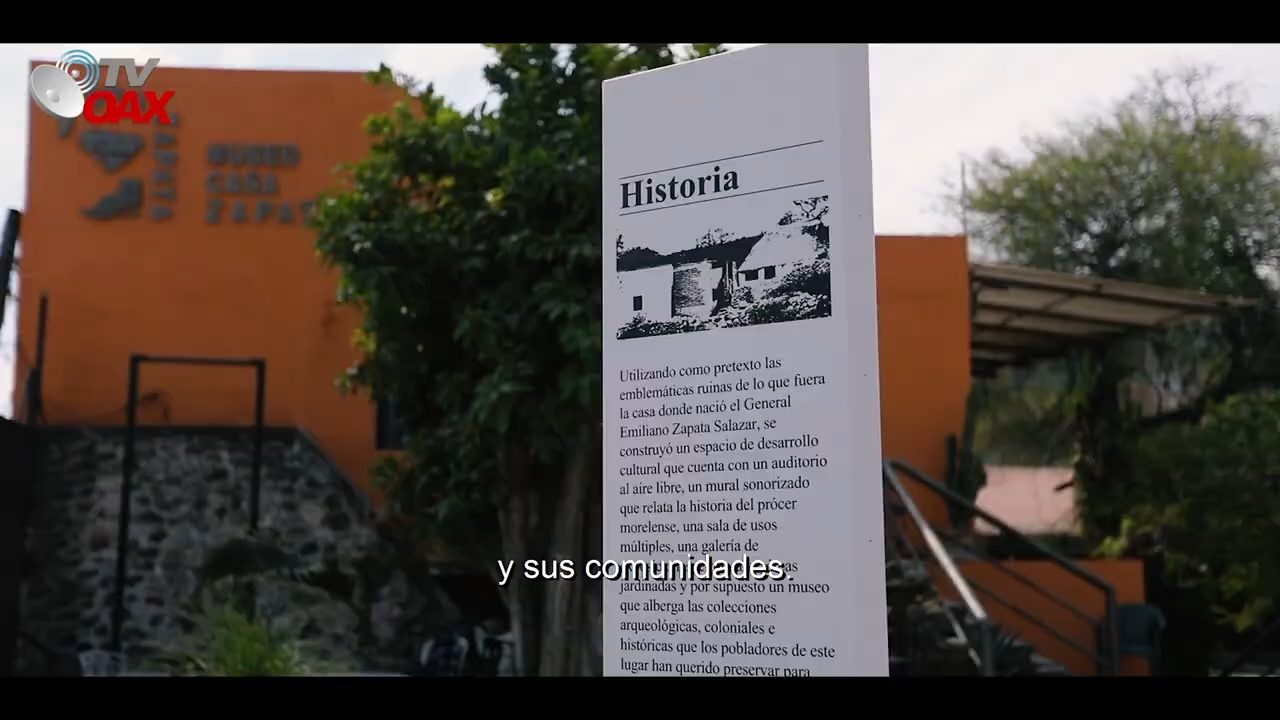 TV
OAX
MUSEO
CASA
ZAPAT
Historia
Utilizando como pretexto las
emblemáticas ruinas de lo que fuera
la casa donde nació el General
Emiliano Zapata Salazar, se
construyó un espacio de desarrollo
cultural que cuenta con un auditorio
al aire libre, un mural sonorizado
que relata la historia del prócer
morelense, una sala de usos
múltiples, una galería de
y sus comunidades.
jardinadas y por supuesto un museo
que alberga las colecciones
arqueológicas, coloniales e
históricas que los pobladores de este
lugar han querido preservar para